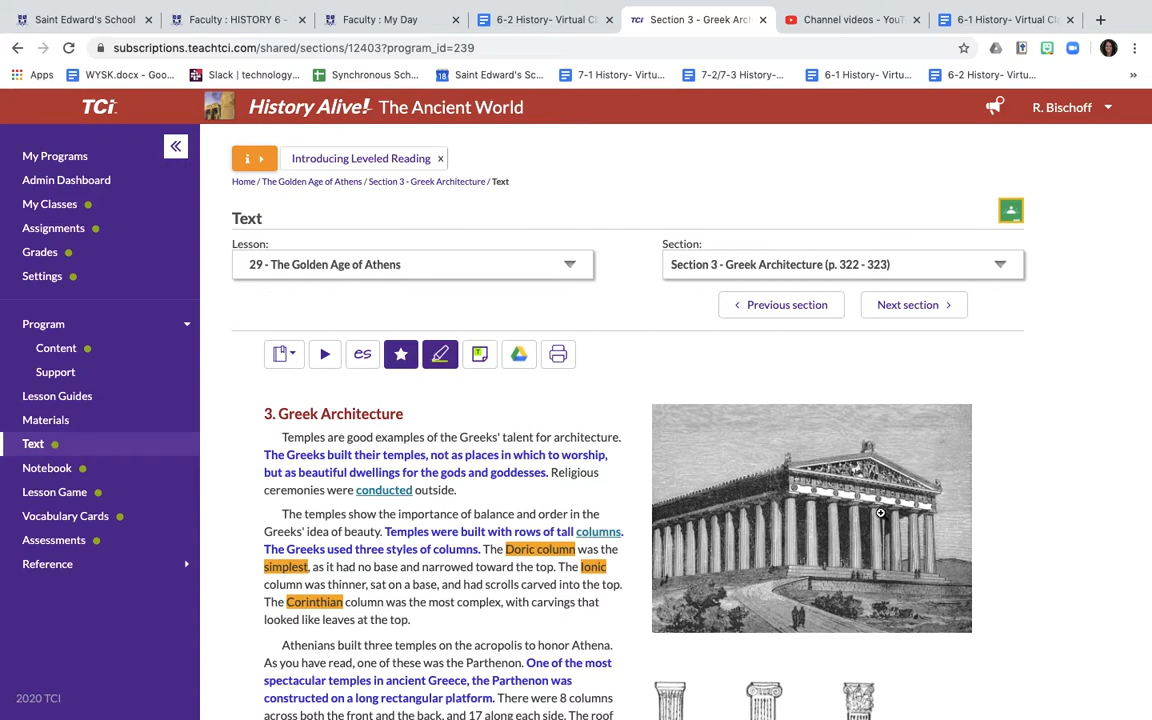 Saint Edward's School
Faculty : HISTORY 6 -
Faculty : My Day
6-2 History- Virtual Cl
Section 3 - Greek Arch
Channel videos - YouT
6-1 History- Virtual Cl
subscriptions.teachtci.com/shared/sections/12403?program_id=239
Apps
WYSK.docx - Goo...
Slack | technology...
Synchronous Sch...
18
Saint Edward's Sc...
7-1 History- Virtu...
7-2/7-3 History-...
6-1 History- Virtu...
6-2 History- Virtu...
»
TCi
History Alive! The Ancient World
R. Bischoff
My Programs
Admin Dashboard
My Classes
Assignments
Grades
Settings
Program
Content
Support
Lesson Guides
Materials
Text
Notebook
Lesson Game
Vocabulary Cards
Assessments
Reference
2020 TCI
i
Introducing Leveled Reading x
Home / The Golden Age of Athens / Section 3 - Greek Architecture / Text
Text
Lesson:
29 - The Golden Age of Athens
Section:
Section 3 - Greek Architecture (p. 322 - 323)
Previous section
Next section
es
T
3. Greek Architecture
Temples are good examples of the Greeks' talent for architecture.
The Greeks built their temples, not as places in which to worship,
but as beautiful dwellings for the gods and goddesses. Religious
ceremonies were conducted outside.
The temples show the importance of balance and order in the
Greeks' idea of beauty. Temples were built with rows of tall columns.
The Greeks used three styles of columns. The Doric column was the
simplest, as it had no base and narrowed toward the top. The Ionic
column was thinner, sat on a base, and had scrolls carved into the top.
The Corinthian column was the most complex, with carvings that
looked like leaves at the top.
Athenians built three temples on the acropolis to honor Athena.
As you have read, one of these was the Parthenon. One of the most
spectacular temples in ancient Greece, the Parthenon was
constructed on a long rectangular platform. There were 8 columns
across both the front and the back, and 17 along each side. The roof